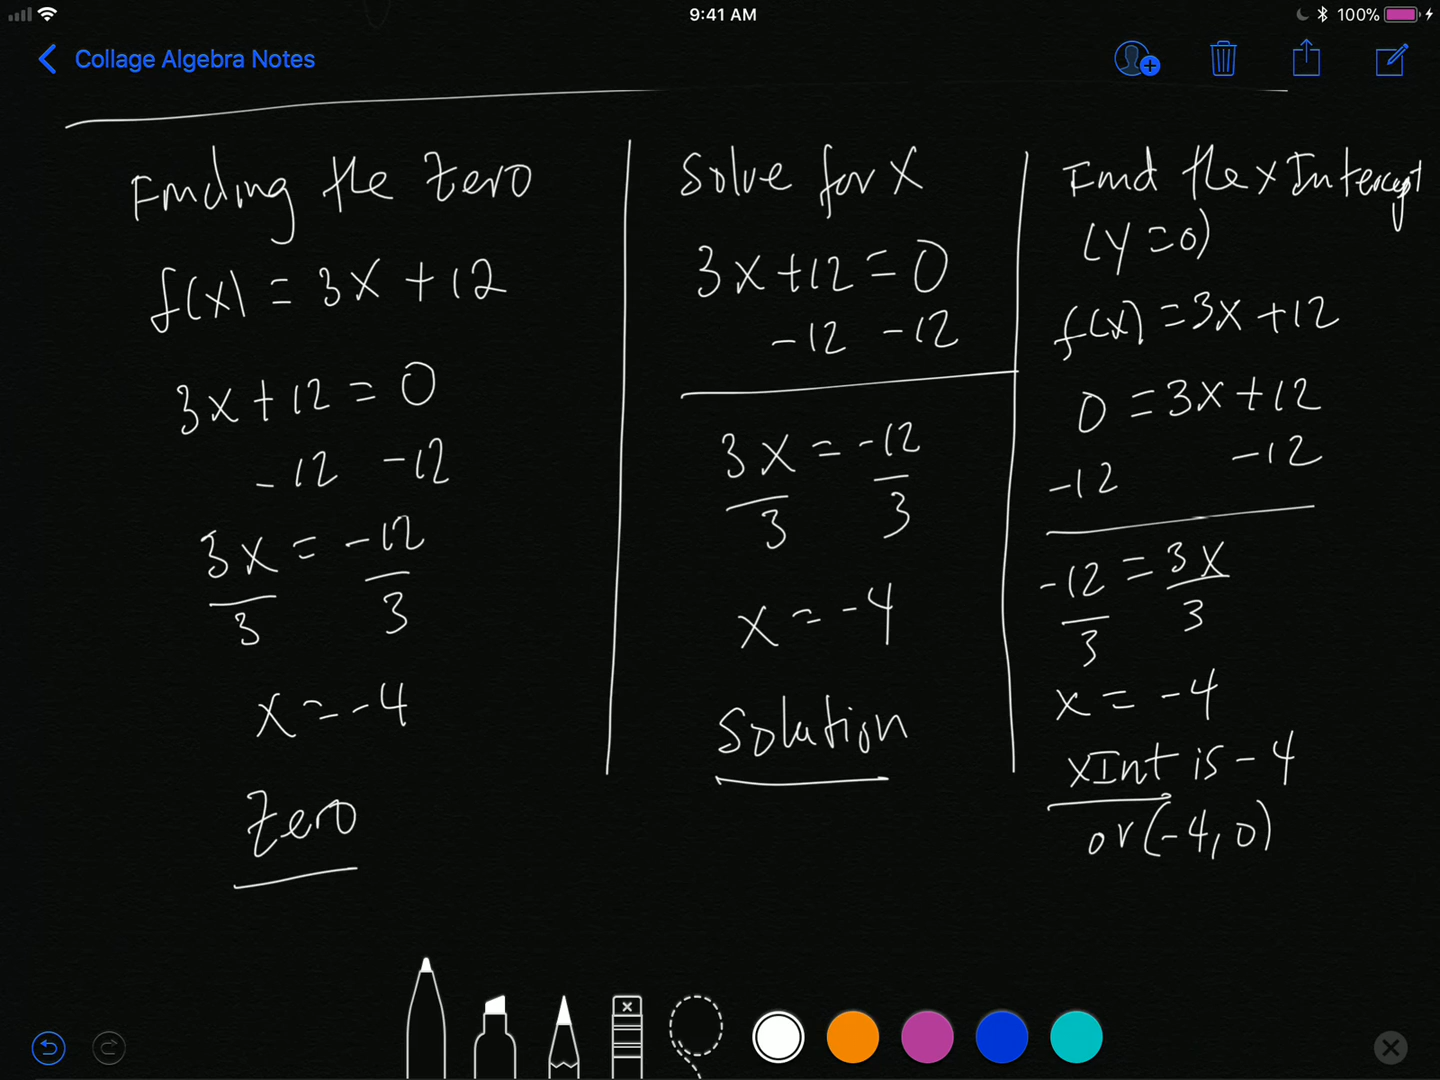 9:41 AM
100%
Collage Algebra Notes
Finding the Zero
f(x) = 3x + 12
3x + 12 = 0
-12 -12
3x = -12
3 3
x = -4
Zero
Solve for X
3x + 12 = 0
-12 -12
3x = -12
3 3
x = -4
Solution
Find the x Intercept
(y = 0)
f(x) = 3x + 12
0 = 3x + 12
-12 -12
-12 = 3x
3 3
x = -4
xInt is -4
or (-4, 0)